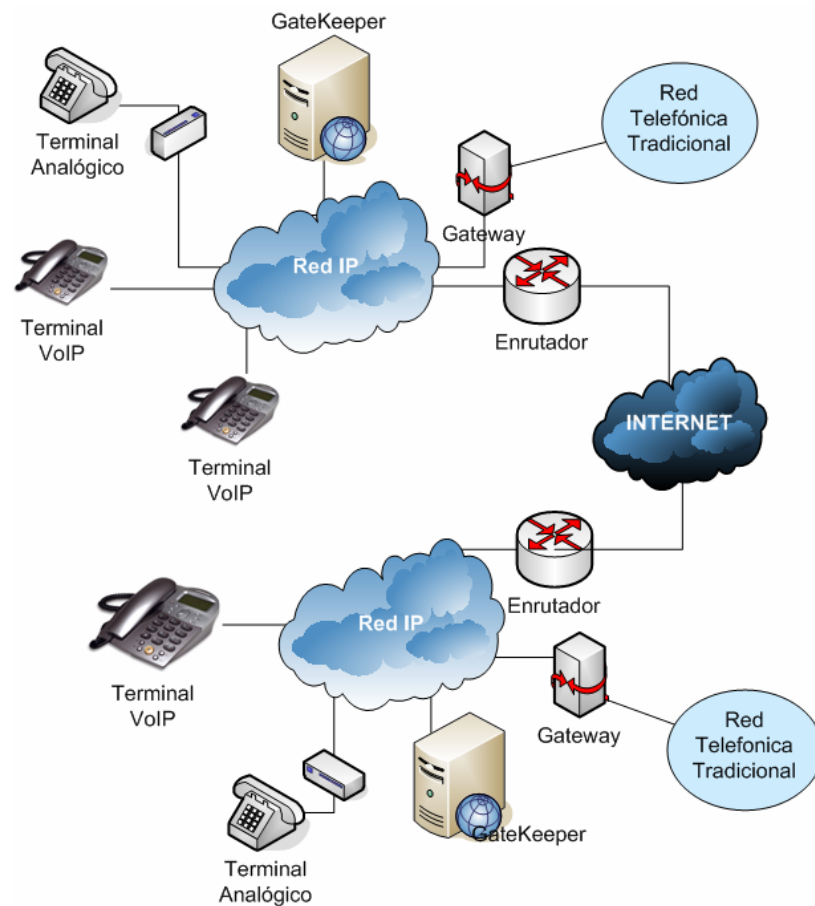 GateKeeper
Terminal
Analógico
Red
Telefónica
Tradicional
Gateway
Red IP
Terminal
VoIP
Enrutador
Terminal
VoIP
INTERNET
Enrutador
Red IP
Terminal
VoIP
Gateway
Red
Telefonica
Tradicional
GateKeeper
Terminal
Analógico